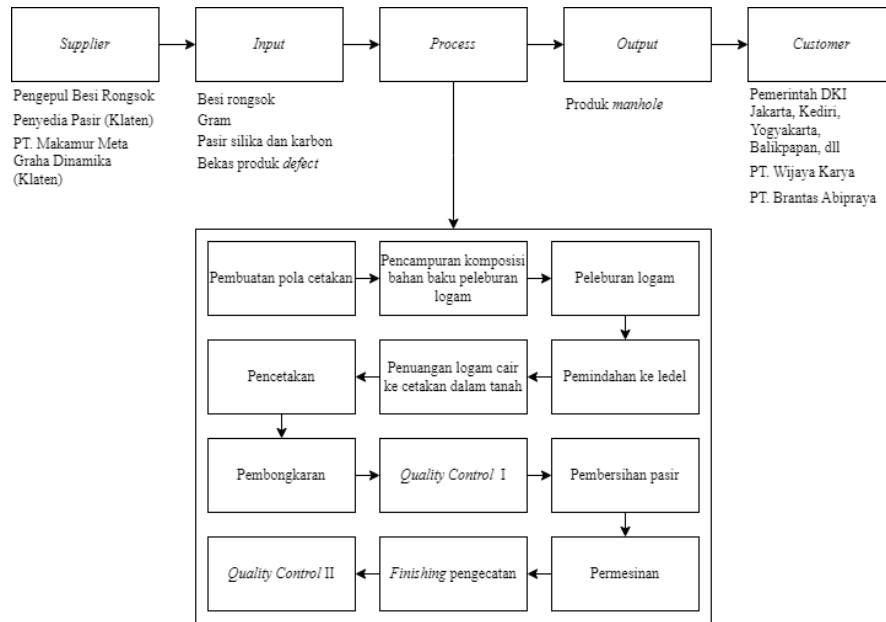 Supplier
Input
Process
Output
Customer
Pengepul Besi Rongsok
Penyedia Pasir (Klaten)
PT. Makamur Meta
Graha Dinamika
(Klaten)
Besi rongsok
Gram
Pasir silika dan karbon
Bekas produk defect
Produk manhole
Pemerintah DKI
Jakarta, Kediri,
Yogyakarta,
Balikpapan, dll
PT. Wijaya Karya
PT. Brantas Abipraya
Pembuatan pola cetakan
Pencampuran komposisi
bahan baku peleburan
logam
Peleburan logam
Pemindahan ke ledel
Penuangan logam cair
ke cetakan dalam tanah
Pencetakan
Pembongkaran
Quality Control I
Pembersihan pasir
Permesinan
Finishing pengecatan
Quality Control II